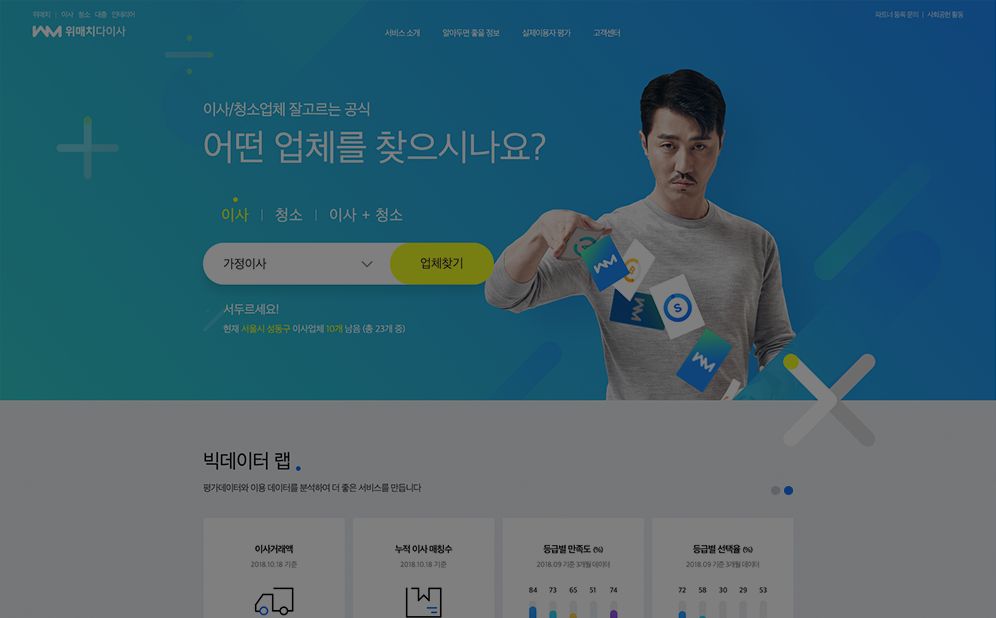 위매치 | 이사 청소 대출 인테리어
파트너 등록 문의 | 사회공헌 활동
WM 위매치다이사
서비스 소개 알아두면 좋을 정보 실제이용자 평가 고객센터
이사/청소업체 잘고르는 공식
어떤 업체를 찾으시나요?
이사 | 청소 | 이사 + 청소
가정이사 업체찾기
서두르세요!
현재 서울시 성동구 이사업체 10개 남음 (총 23개 중)
빅데이터 랩
평가데이터와 이용 데이터를 분석하여 더 좋은 서비스를 만듭니다
이사거래액
2018.10.18 기준
누적 이사 매칭수
2018.10.18 기준
등급별 만족도 (%)
2018.09 기준 3개월 데이터
84 73 65 51 74
등급별 선택율 (%)
2018.09 기준 3개월 데이터
72 58 30 29 53